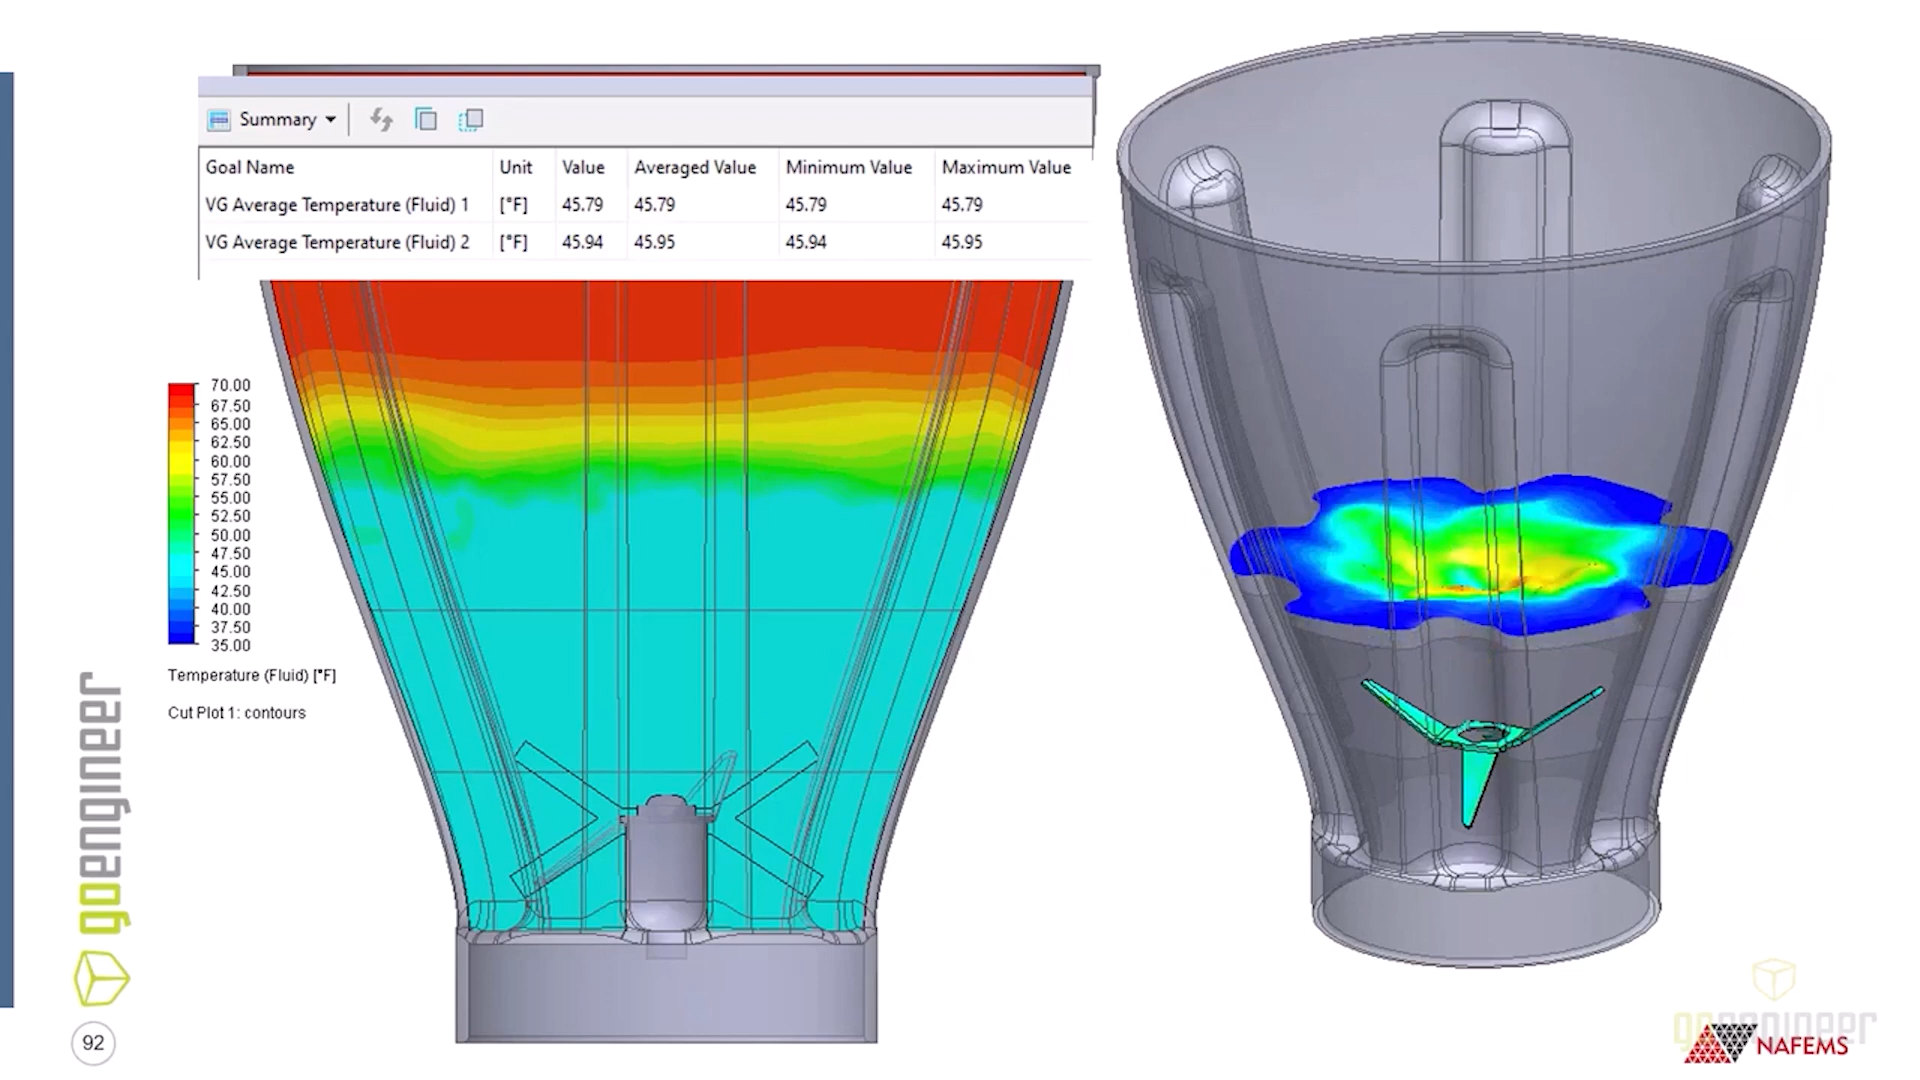 Summary
Goal Name Unit Value Averaged Value Minimum Value Maximum Value
VG Average Temperature (Fluid) 1 [°F] 45.79 45.79 45.79 45.79
VG Average Temperature (Fluid) 2 [°F] 45.94 45.95 45.94 45.95
70.00
67.50
65.00
62.50
60.00
57.50
55.00
52.50
50.00
47.50
45.00
42.50
40.00
37.50
35.00
Temperature (Fluid) [°F]
Cut Plot 1: contours
goengineer
92
goengineer
NAFEMS